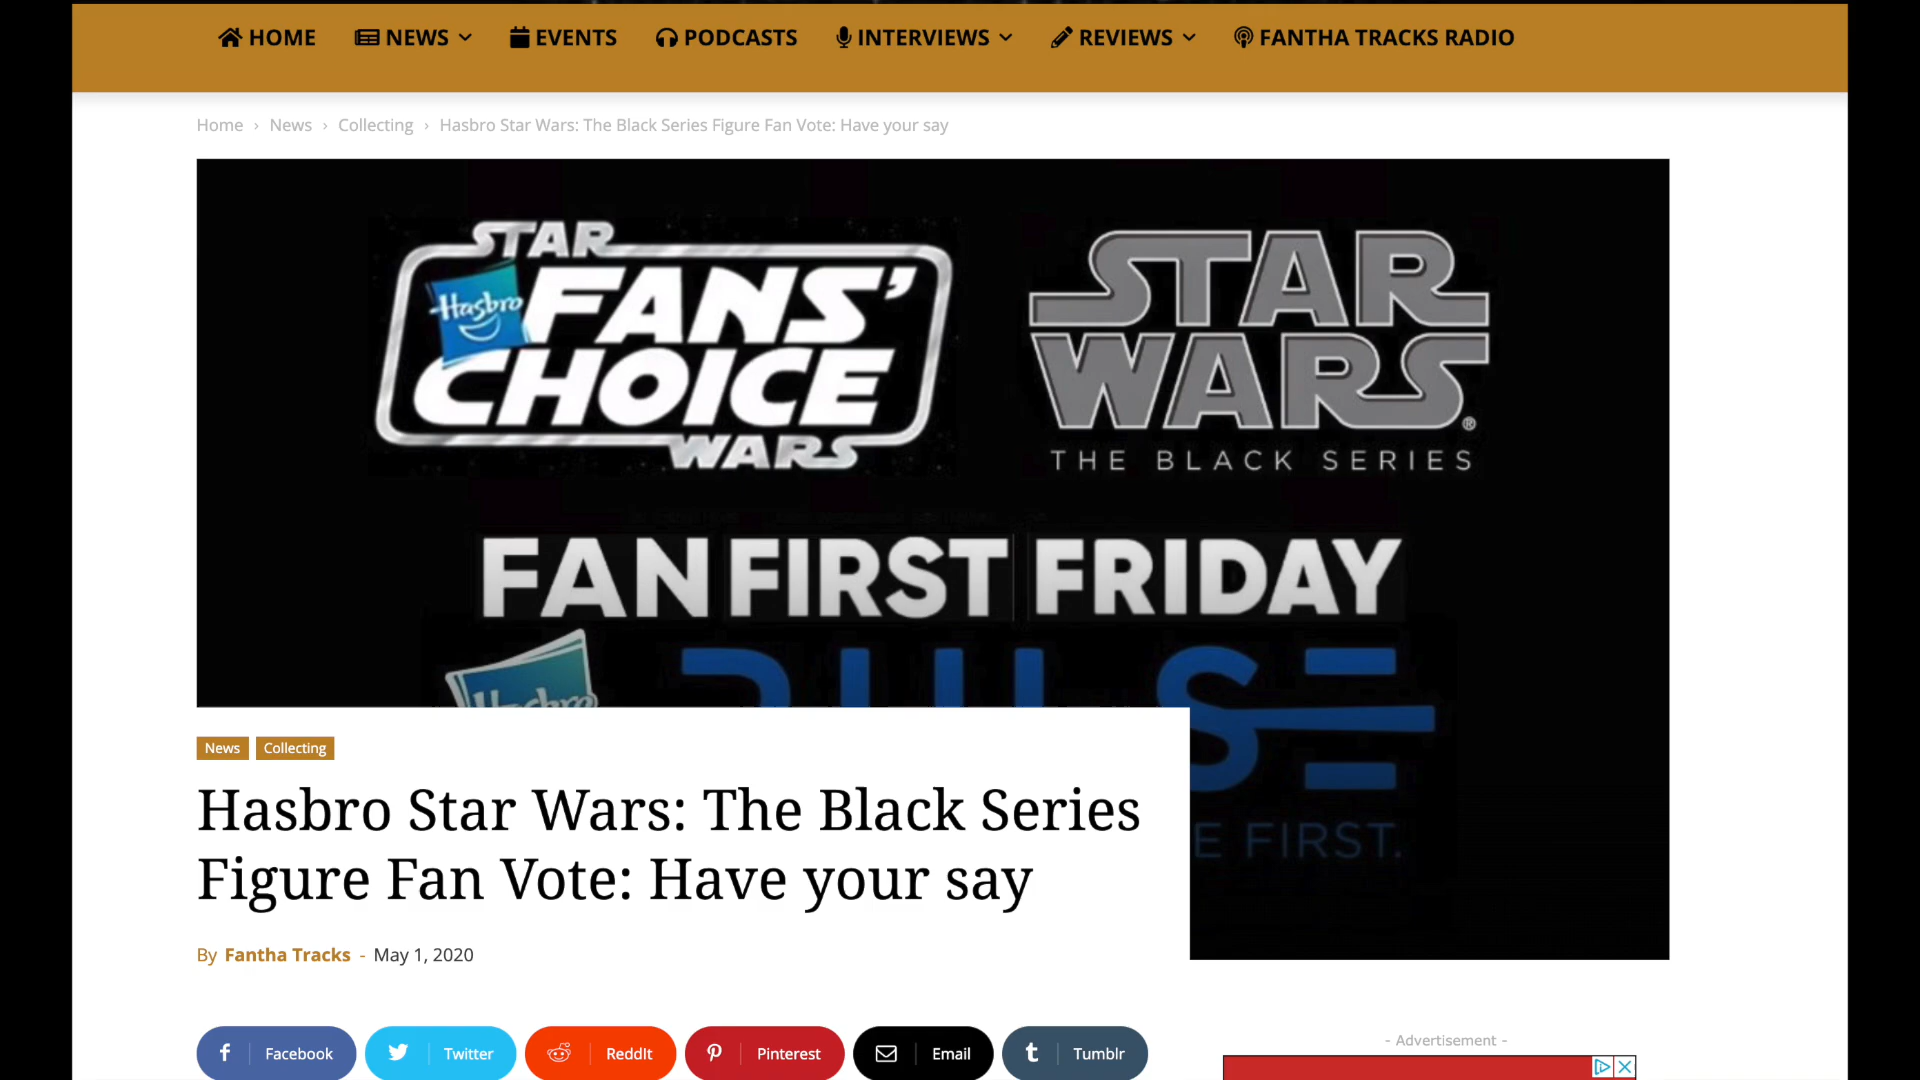 HOME NEWS EVENTS PODCASTS INTERVIEWS REVIEWS FANTHA TRACKS RADIO
Home › News › Collecting › Hasbro Star Wars: The Black Series Figure Fan Vote: Have your say
STAR
Hasbro FANS'
CHOICE
WARS
STAR
WARS®
THE BLACK SERIES
FAN FIRST FRIDAY
Hasbro PULSE
E FIRST.
News Collecting
Hasbro Star Wars: The Black Series
Figure Fan Vote: Have your say
By Fantha Tracks - May 1, 2020
Facebook Twitter ReddIt Pinterest Email Tumblr
- Advertisement -